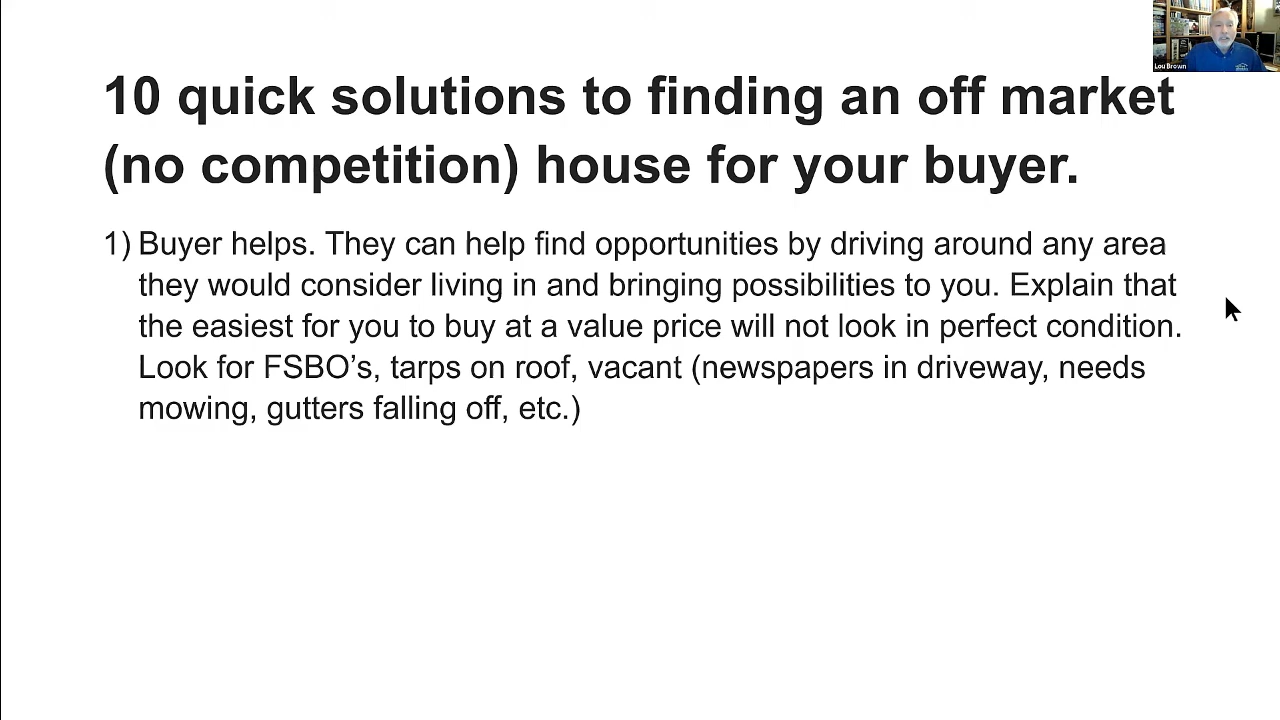 Lou Brown
10 quick solutions to finding an off market
(no competition) house for your buyer.
1) Buyer helps. They can help find opportunities by driving around any area
they would consider living in and bringing possibilities to you. Explain that
the easiest for you to buy at a value price will not look in perfect condition.
Look for FSBO’s, tarps on roof, vacant (newspapers in driveway, needs
mowing, gutters falling off, etc.)